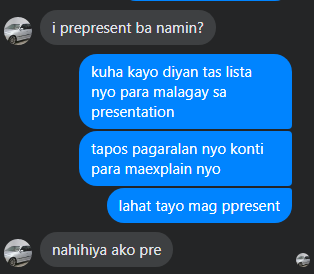 i prepresent ba namin?
kuha kayo diyan tas lista
nyo para malagay sa
presentation
tapos pagaralan nyo konti
para maexplain nyo
lahat tayo mag ppresent
nahihiya ako pre